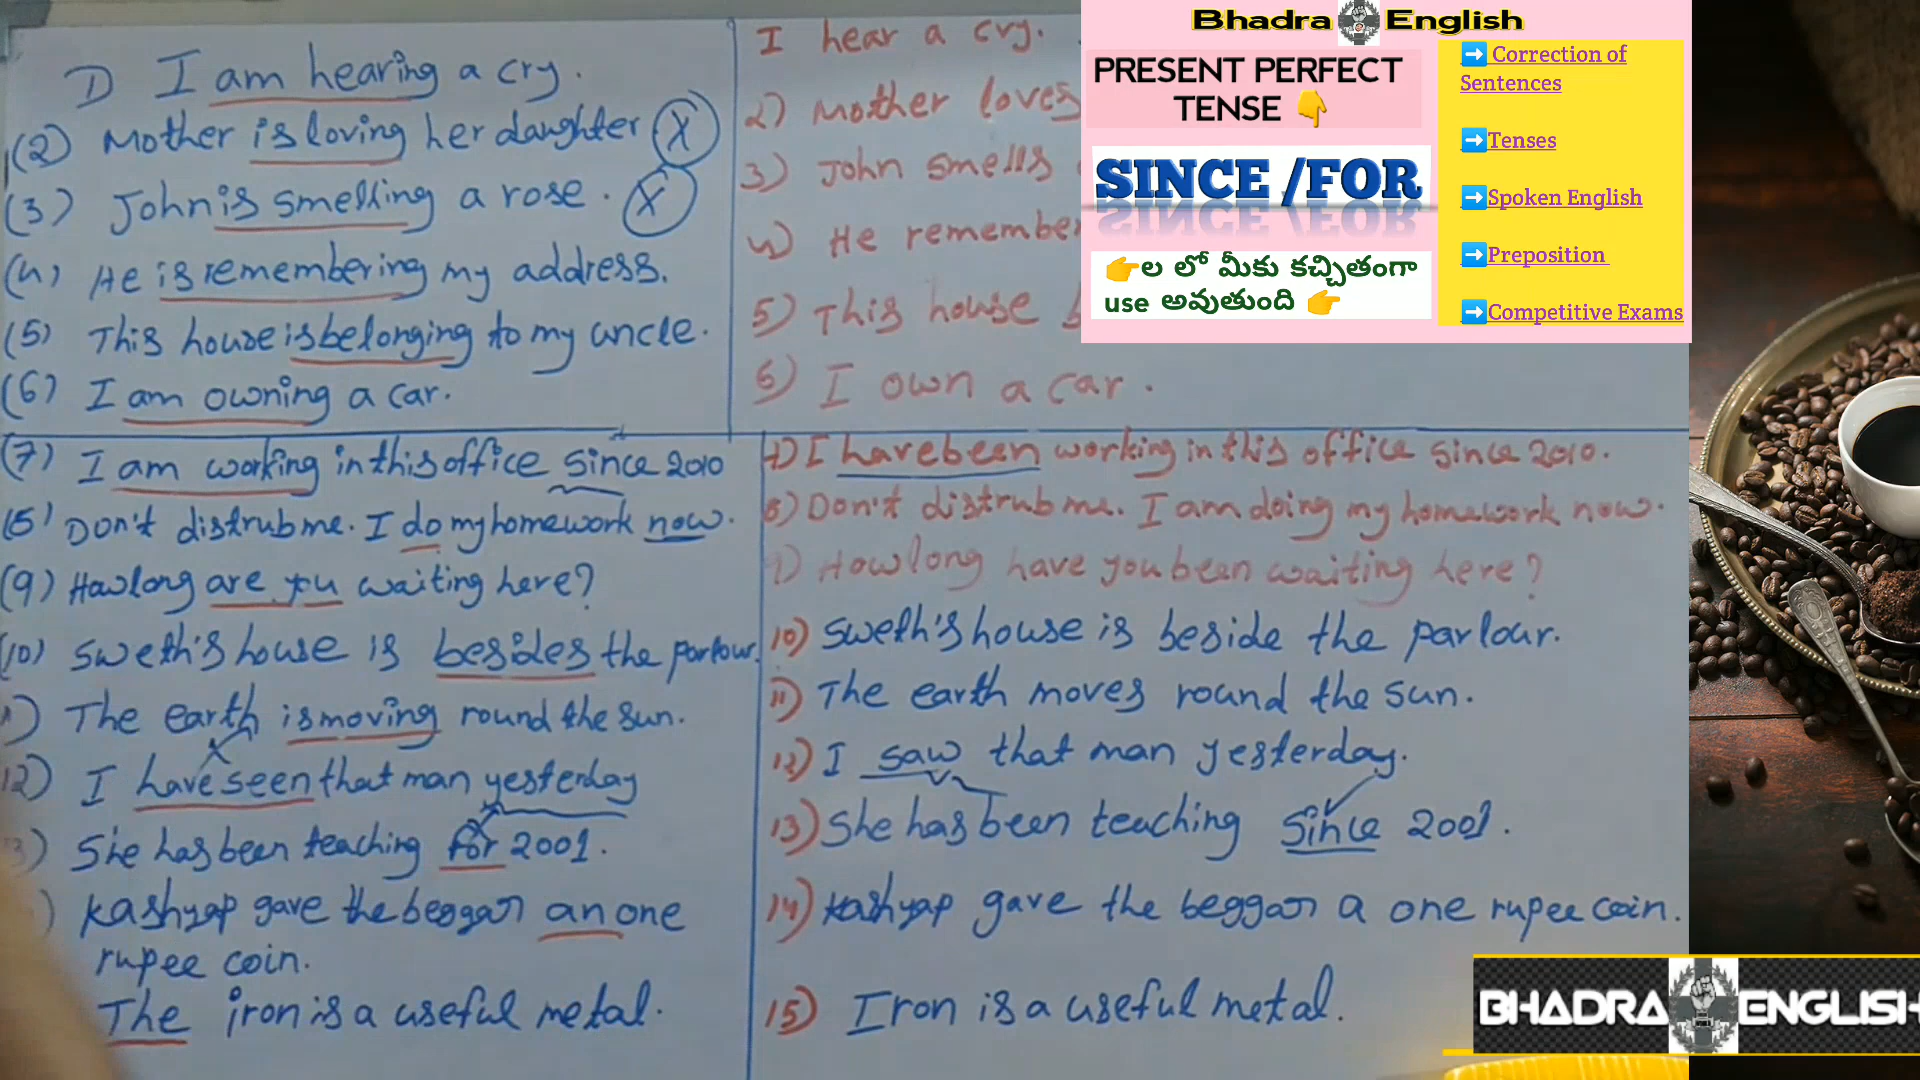 1) I am hearing a cry.
(2) Mother is loving her daughter X
(3) John is smelling a rose. X
(4) He is remembering my address.
(5) This house is belonging to my uncle.
(6) I am owning a car.
I hear a cry.
2) Mother loves
3) John smells
4) He remember
5) This house
6) I own a car.
(7) I am working in this office since 2010
(8) Don't distrub me. I do my homework now.
(9) How long are you waiting here?
(10) Sweth's house is besides the parlour.
1) The earth is moving round the sun.
12) I have seen that man yesterday
3) She has been teaching for 2001.
) Kashyap gave the beggar an one
rupee coin.
The iron is a useful metal.
7) I have been working in this office since 2010.
8) Don't distrub me. I am doing my homework now.
9) How long have you been waiting here?
10) Sweth's house is beside the parlour.
11) The earth moves round the sun.
12) I saw that man yesterday.
13) She has been teaching since 2001.
14) Kashyap gave the beggar a one rupee coin.
15) Iron is a useful metal.
Bhadra English
PRESENT PERFECT
TENSE 👇
SINCE /FOR
👉ల లో మీకు కచ్చితంగా
use అవుతుంది 👉
➡ Correction of
Sentences
➡Tenses
➡Spoken English
➡Preposition
➡Competitive Exams
BHADRA ENGLISH